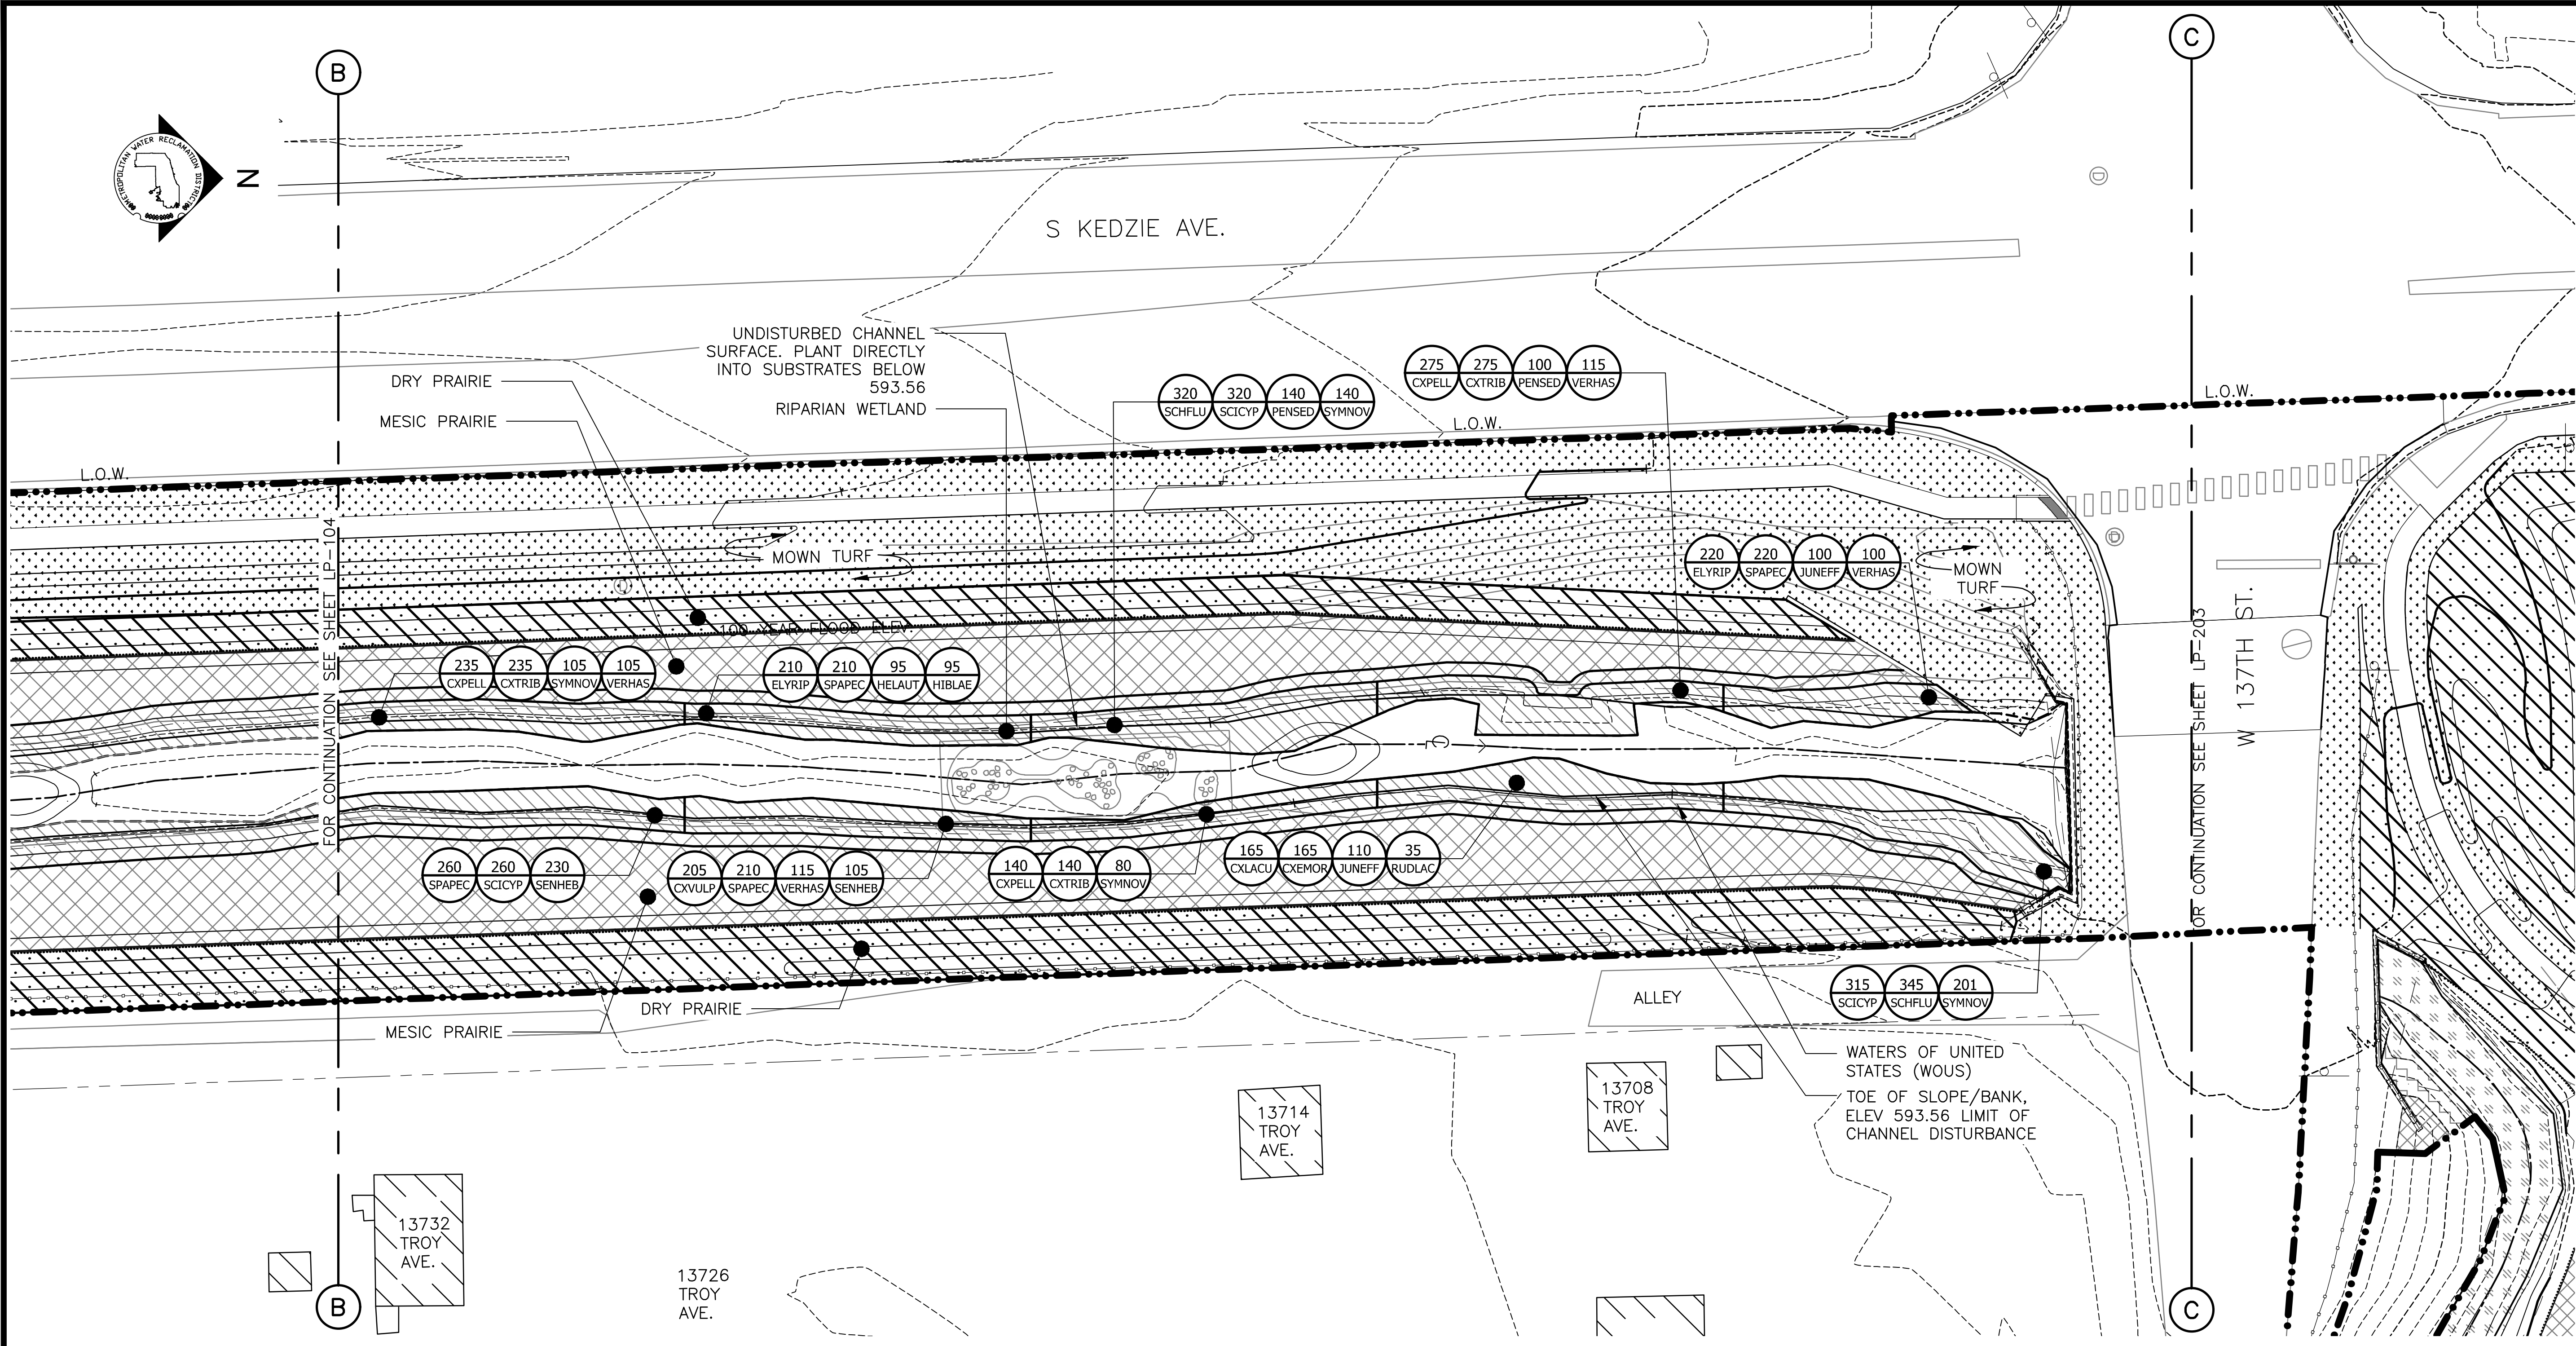 B
C
METROPOLITAN WATER RECLAMATION DISTRICT
N
S KEDZIE AVE.
UNDISTURBED CHANNEL
SURFACE. PLANT DIRECTLY
INTO SUBSTRATES BELOW
593.56
RIPARIAN WETLAND
DRY PRAIRIE
MESIC PRAIRIE
275 275 100 115
CXPELL CXTRIB PENSED VERHAS
320 320 140 140
SCHFLU SCICYP PENSED SYMNOV
L.O.W.
L.O.W.
L.O.W.
MOWN TURF
220 220 100 100
ELYRIP SPAPEC JUNEFF VERHAS
MOWN
TURF
100 YEAR FLOOD ELEV.
235 235 105 105
CXPELL CXTRIB SYMNOV VERHAS
210 210 95 95
ELYRIP SPAPEC HELAUT HIBLAE
FOR CONTINUATION SEE SHEET LP-104
OR CONTINUATION SEE SHEET LP-203
W 137TH ST.
CL
260 260 230
SPAPEC SCICYP SENHEB
205 210 115 105
CXVULP SPAPEC VERHAS SENHEB
140 140 80
CXPELL CXTRIB SYMNOV
165 165 110 35
CXLACU CXEMOR JUNEFF RUDLAC
315 345 201
SCICYP SCHFLU SYMNOV
DRY PRAIRIE
MESIC PRAIRIE
ALLEY
WATERS OF UNITED
STATES (WOUS)
TOE OF SLOPE/BANK,
ELEV 593.56 LIMIT OF
CHANNEL DISTURBANCE
13714
TROY
AVE.
13708
TROY
AVE.
13732
TROY
AVE.
13726
TROY
AVE.
B
C